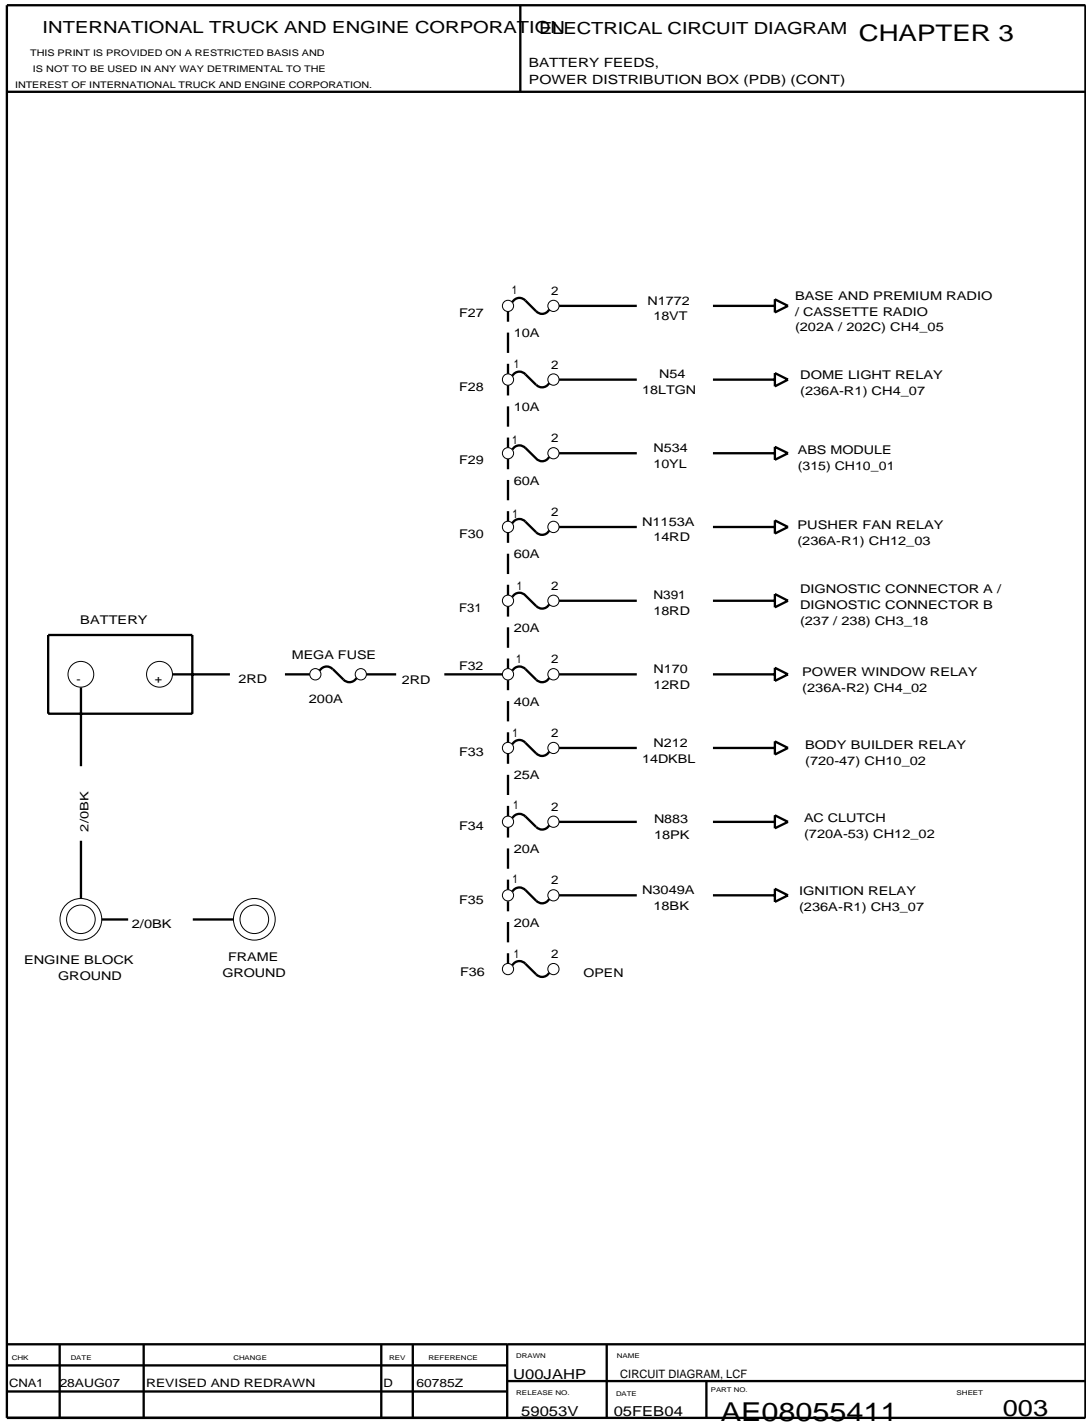 INTERNATIONAL TRUCK AND ENGINE CORPORATION
THIS PRINT IS PROVIDED ON A RESTRICTED BASIS AND
IS NOT TO BE USED IN ANY WAY DETRIMENTAL TO THE
INTEREST OF INTERNATIONAL TRUCK AND ENGINE CORPORATION.
ELECTRICAL CIRCUIT DIAGRAM CHAPTER 3
BATTERY FEEDS,
POWER DISTRIBUTION BOX (PDB) (CONT)
F27
1
2
10A
N1772
18VT
BASE AND PREMIUM RADIO
/ CASSETTE RADIO
(202A / 202C) CH4_05
F28
1
2
10A
N54
18LTGN
DOME LIGHT RELAY
(236A-R1) CH4_07
F29
1
2
60A
N534
10YL
ABS MODULE
(315) CH10_01
F30
1
2
60A
N1153A
14RD
PUSHER FAN RELAY
(236A-R1) CH12_03
F31
1
2
20A
N391
18RD
DIGNOSTIC CONNECTOR A /
DIGNOSTIC CONNECTOR B
(237 / 238) CH3_18
BATTERY
-
+
2RD
MEGA FUSE
200A
2RD
F32
1
2
40A
N170
12RD
POWER WINDOW RELAY
(236A-R2) CH4_02
F33
1
2
25A
N212
14DKBL
BODY BUILDER RELAY
(720-47) CH10_02
2/0BK
F34
1
2
20A
N883
18PK
AC CLUTCH
(720A-53) CH12_02
F35
1
2
20A
N3049A
18BK
IGNITION RELAY
(236A-R1) CH3_07
2/0BK
ENGINE BLOCK
GROUND
FRAME
GROUND
F36
1
2
OPEN
CHK DATE CHANGE REV REFERENCE
CNA1 28AUG07 REVISED AND REDRAWN D 60785Z
DRAWN
U00JAHP
NAME
CIRCUIT DIAGRAM, LCF
RELEASE NO.
59053V
DATE
05FEB04
PART NO.
AE08055411
SHEET
003